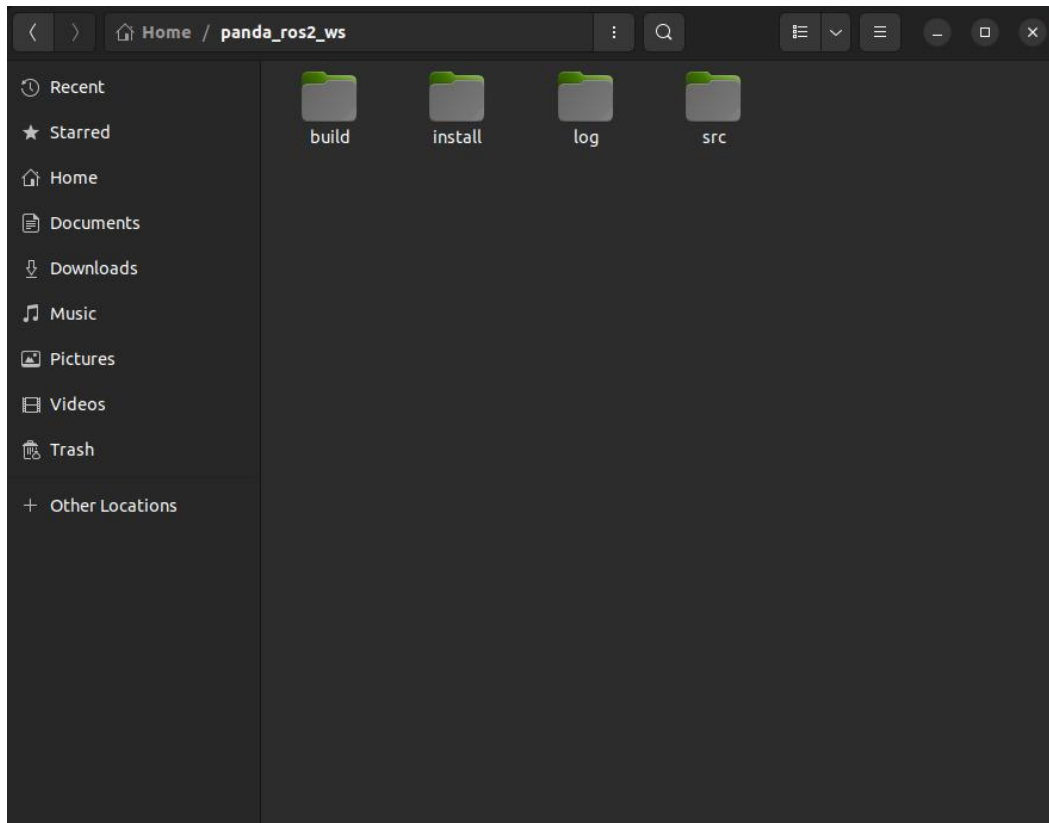 Home / panda_ros2_ws
Recent
Starred
Home
Documents
Downloads
Music
Pictures
Videos
Trash
Other Locations
build install log src